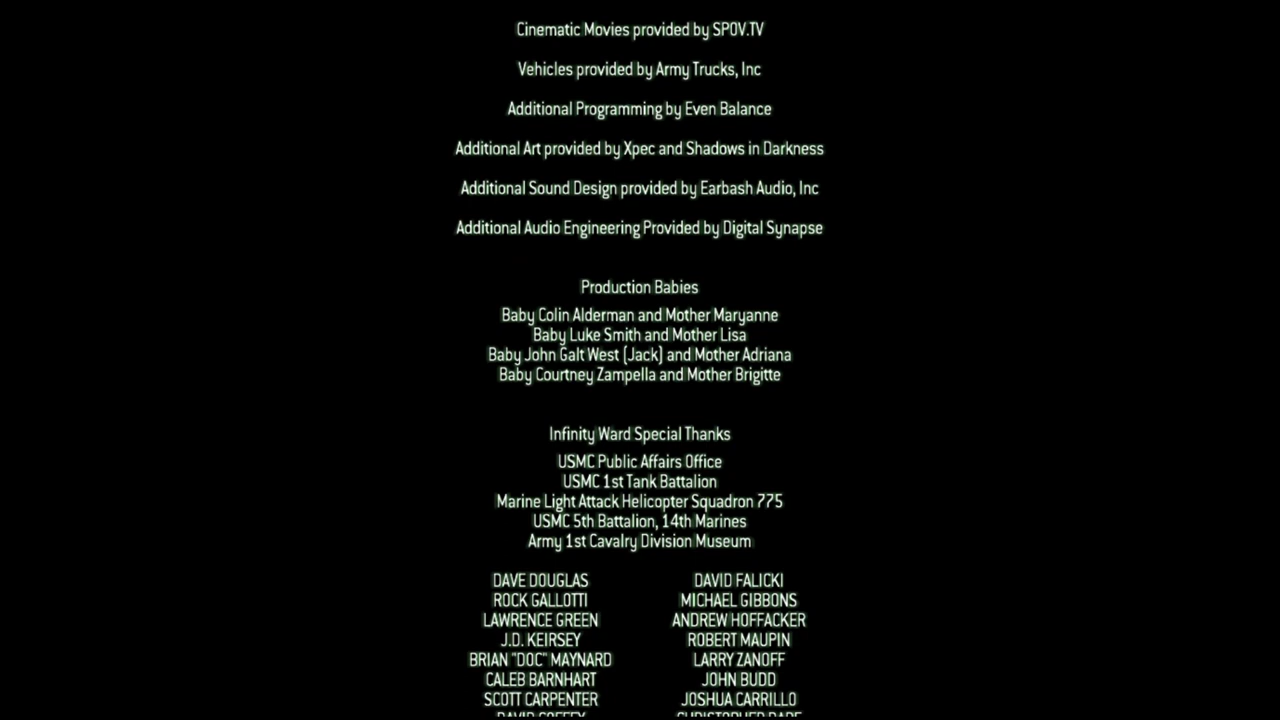 Cinematic Movies provided by SPOV.TV
Vehicles provided by Army Trucks, Inc
Additional Programming by Even Balance
Additional Art provided by Xpec and Shadows in Darkness
Additional Sound Design provided by Earbash Audio, Inc
Additional Audio Engineering Provided by Digital Synapse
Production Babies
Baby Colin Alderman and Mother Maryanne
Baby Luke Smith and Mother Lisa
Baby John Galt West (Jack) and Mother Adriana
Baby Courtney Zampella and Mother Brigitte
Infinity Ward Special Thanks
USMC Public Affairs Office
USMC 1st Tank Battalion
Marine Light Attack Helicopter Squadron 775
USMC 5th Battalion, 14th Marines
Army 1st Cavalry Division Museum
DAVE DOUGLAS DAVID FALICKI
ROCK GALLOTTI MICHAEL GIBBONS
LAWRENCE GREEN ANDREW HOFFACKER
J.D. KEIRSEY ROBERT MAUPIN
BRIAN "DOC" MAYNARD LARRY ZANOFF
CALEB BARNHART JOHN BUDD
SCOTT CARPENTER JOSHUA CARRILLO
DAVID COFFEY CHRISTOPHER DARE